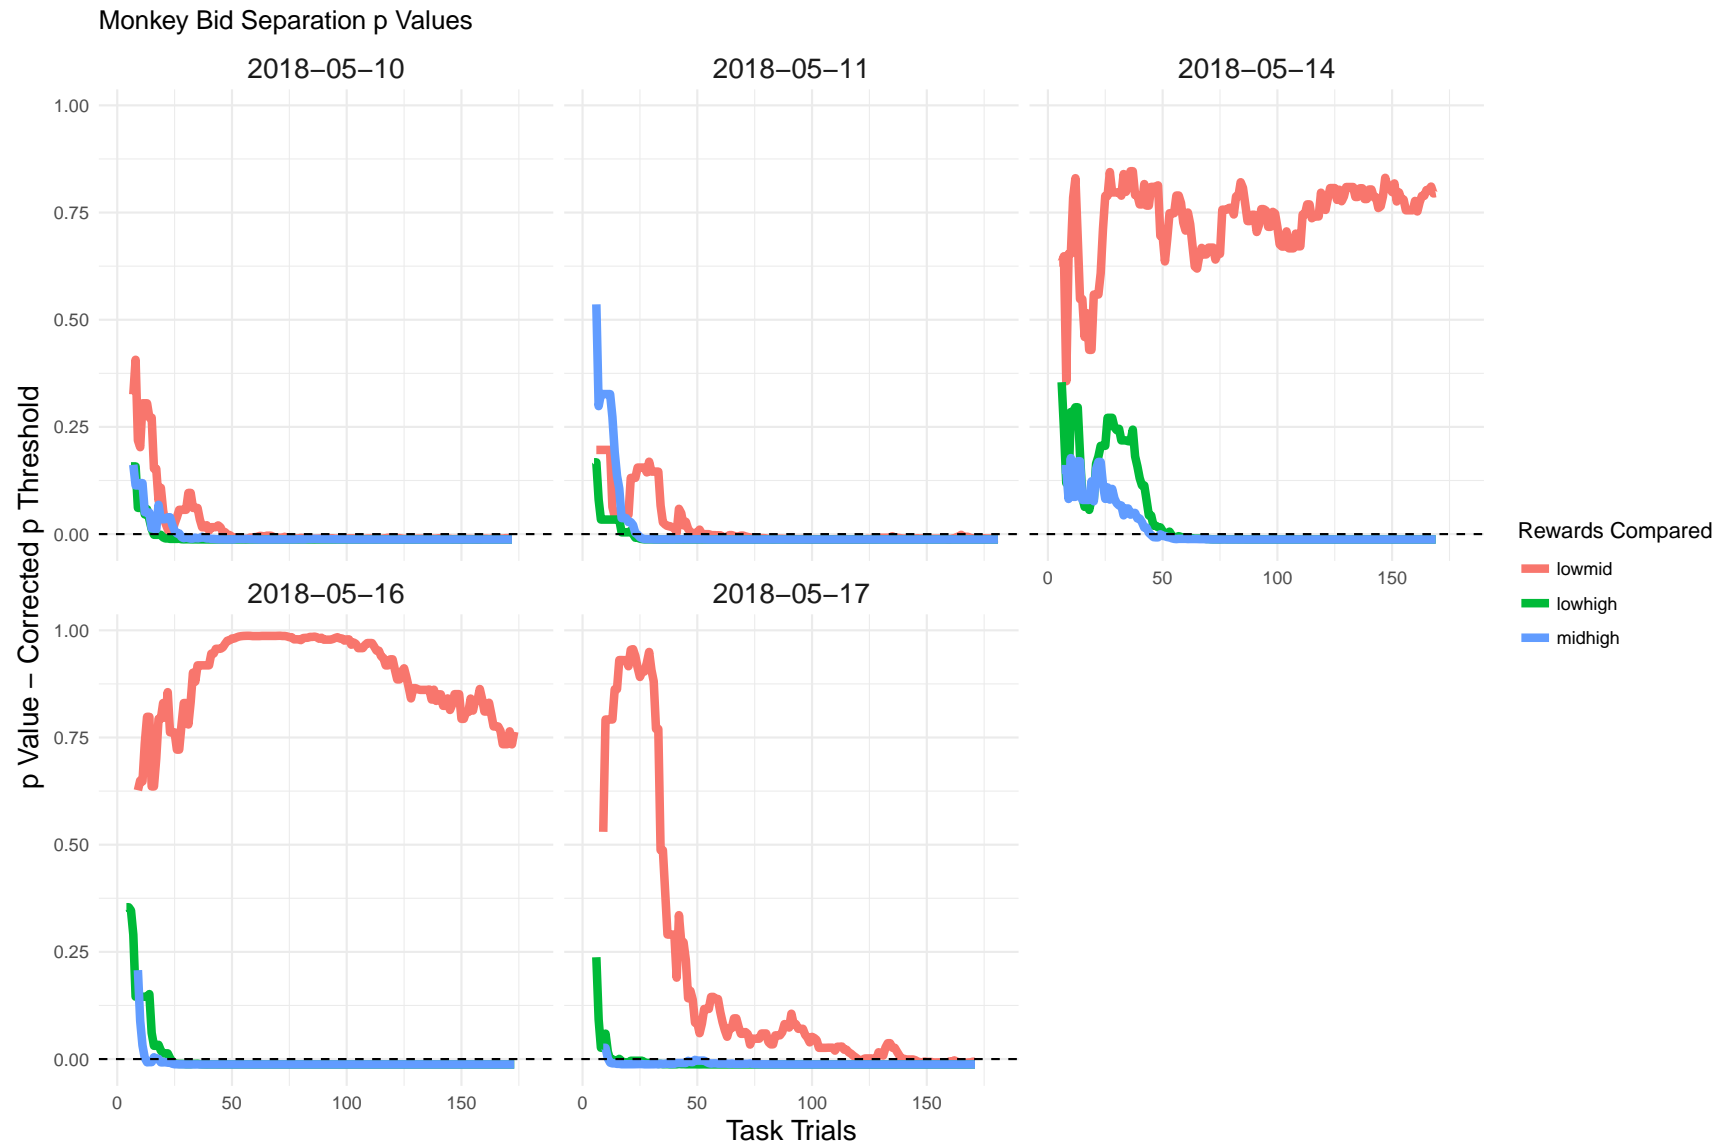 Monkey Bid Separation p Values
2018−05−10
2018−05−11
2018−05−14
1.00
0.75
0.50
0.25
0.00
0 50 100 150
2018−05−16
2018−05−17
1.00
0.75
0.50
0.25
0.00
0 50 100 150
0 50 100 150
p Value − Corrected p Threshold
Task Trials
Rewards Compared
lowmid
lowhigh
midhigh